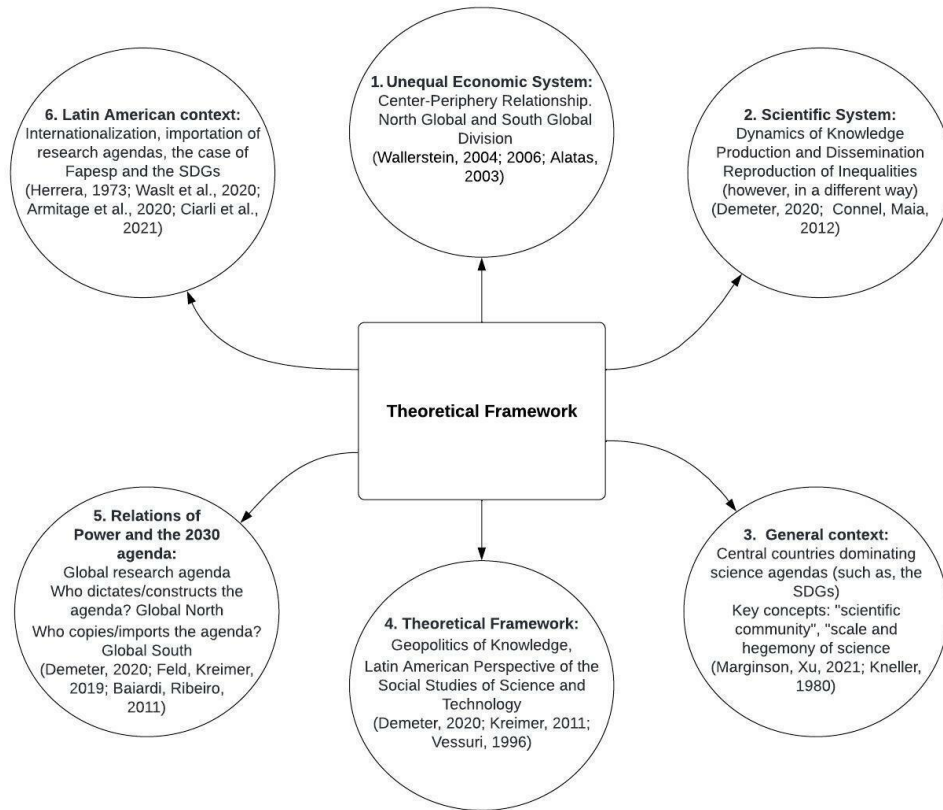 1. Unequal Economic System:
Center-Periphery Relationship.
North Global and South Global
Division
(Wallerstein, 2004; 2006; Alatas,
2003)
2. Scientific System:
Dynamics of Knowledge
Production and Dissemination
Reproduction of Inequalities
(however, in a different way)
(Demeter, 2020; Connel, Maia,
2012)
3. General context:
Central countries dominating
science agendas (such as, the
SDGs)
Key concepts: "scientific
community", "scale and
hegemony of science
(Marginson, Xu, 2021; Kneller,
1980)
4. Theoretical Framework:
Geopolitics of Knowledge,
Latin American Perspective of the
Social Studies of Science and
Technology
(Demeter, 2020; Kreimer, 2011;
Vessuri, 1996)
5. Relations of
Power and the 2030
agenda:
Global research agenda
Who dictates/constructs the
agenda? Global North
Who copies/imports the agenda?
Global South
(Demeter, 2020; Feld, Kreimer,
2019; Baiardi, Ribeiro,
2011)
6. Latin American context:
Internationalization, importation of
research agendas, the case of
Fapesp and the SDGs
(Herrera, 1973; Waslt et al., 2020;
Armitage et al., 2020; Ciarli et al.,
2021)
Theoretical Framework